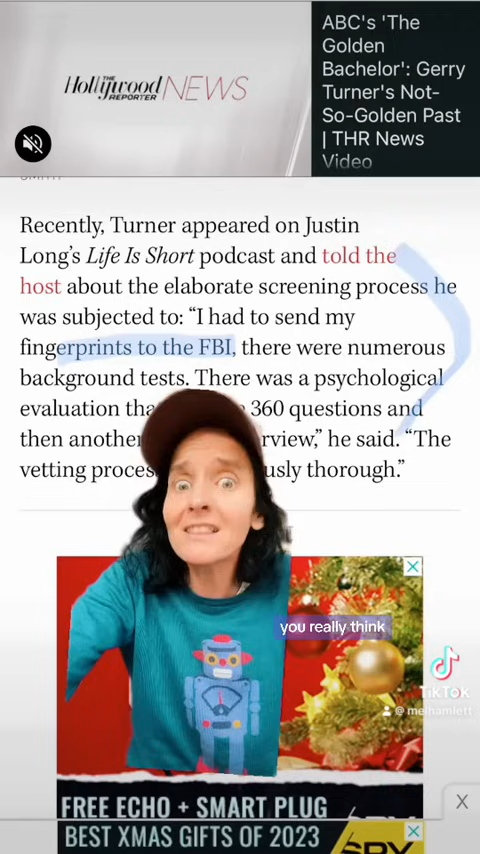 THE
Hollywood
REPORTER
NEWS
ABC's 'The
Golden
Bachelor': Gerry
Turner's Not-
So-Golden Past
| THR News
Video
Recently, Turner appeared on Justin
Long's Life Is Short podcast and told the
host about the elaborate screening process he
was subjected to: “I had to send my
fingerprints to the FBI, there were numerous
background tests. There was a psychological
evaluation tha 360 questions and
then another rview,” he said. “The
vetting proces usly thorough.”
you really think
TikTok
@ melhamlett
FREE ECHO + SMART PLUG
BEST XMAS GIFTS OF 2023
SPY
X